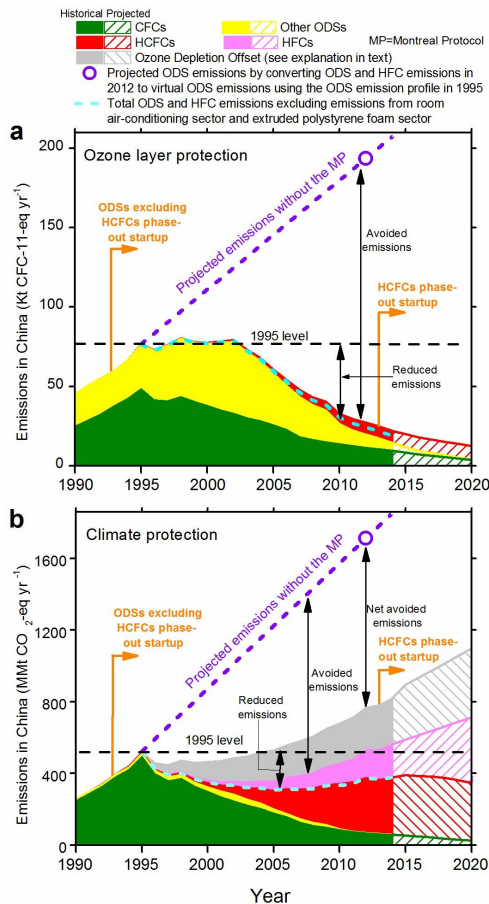 Historical Projected
CFCs Other ODSs
HCFCs HFCs MP=Montreal Protocol
Ozone Depletion Offset (see explanation in text)
Projected ODS emissions by converting ODS and HFC emissions in
2012 to virtual ODS emissions using the ODS emission profile in 1995
Total ODS and HFC emissions excluding emissions from room
air-conditioning sector and extruded polystyrene foam sector
a
Ozone layer protection
Emissions in China (Kt CFC-11-eq yr⁻¹)
200
150
100
50
0
ODSs excluding
HCFCs phase-
out startup
Projected emissions without the MP
Avoided
emissions
HCFCs phase-
out startup
1995 level
Reduced
emissions
1990 1995 2000 2005 2010 2015 2020
b
Climate protection
Emissions in China (MMt CO₂-eq yr⁻¹)
1600
1200
800
400
0
ODSs excluding
HCFCs phase-
out startup
Projected emissions without the MP
Net avoided
emissions
HCFCs phase-
out startup
Avoided
emissions
Reduced
emissions
1995 level
1990 1995 2000 2005 2010 2015 2020
Year